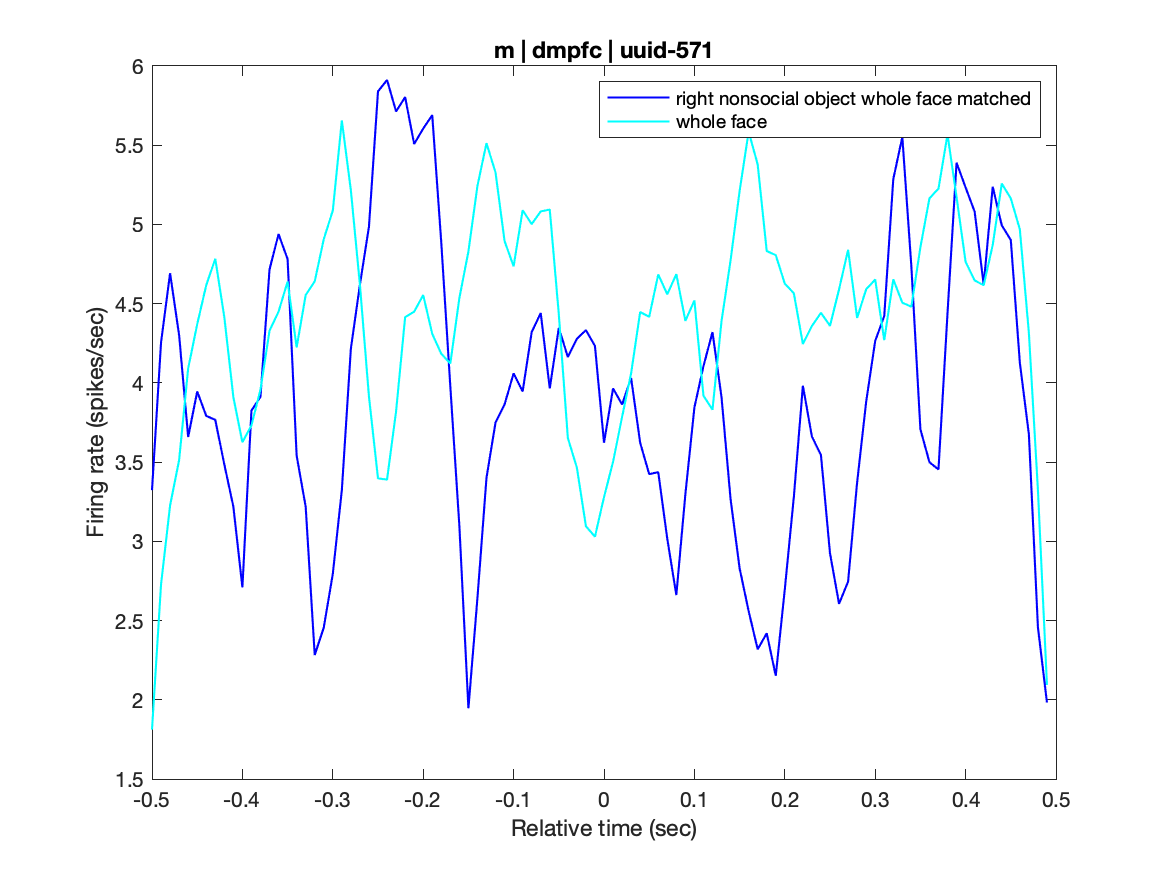 m | dmpfc | uuid-571
right nonsocial object whole face matched
whole face
6
5.5
5
4.5
4
3.5
3
2.5
2
1.5
Firing rate (spikes/sec)
-0.5 -0.4 -0.3 -0.2 -0.1 0 0.1 0.2 0.3 0.4 0.5
Relative time (sec)